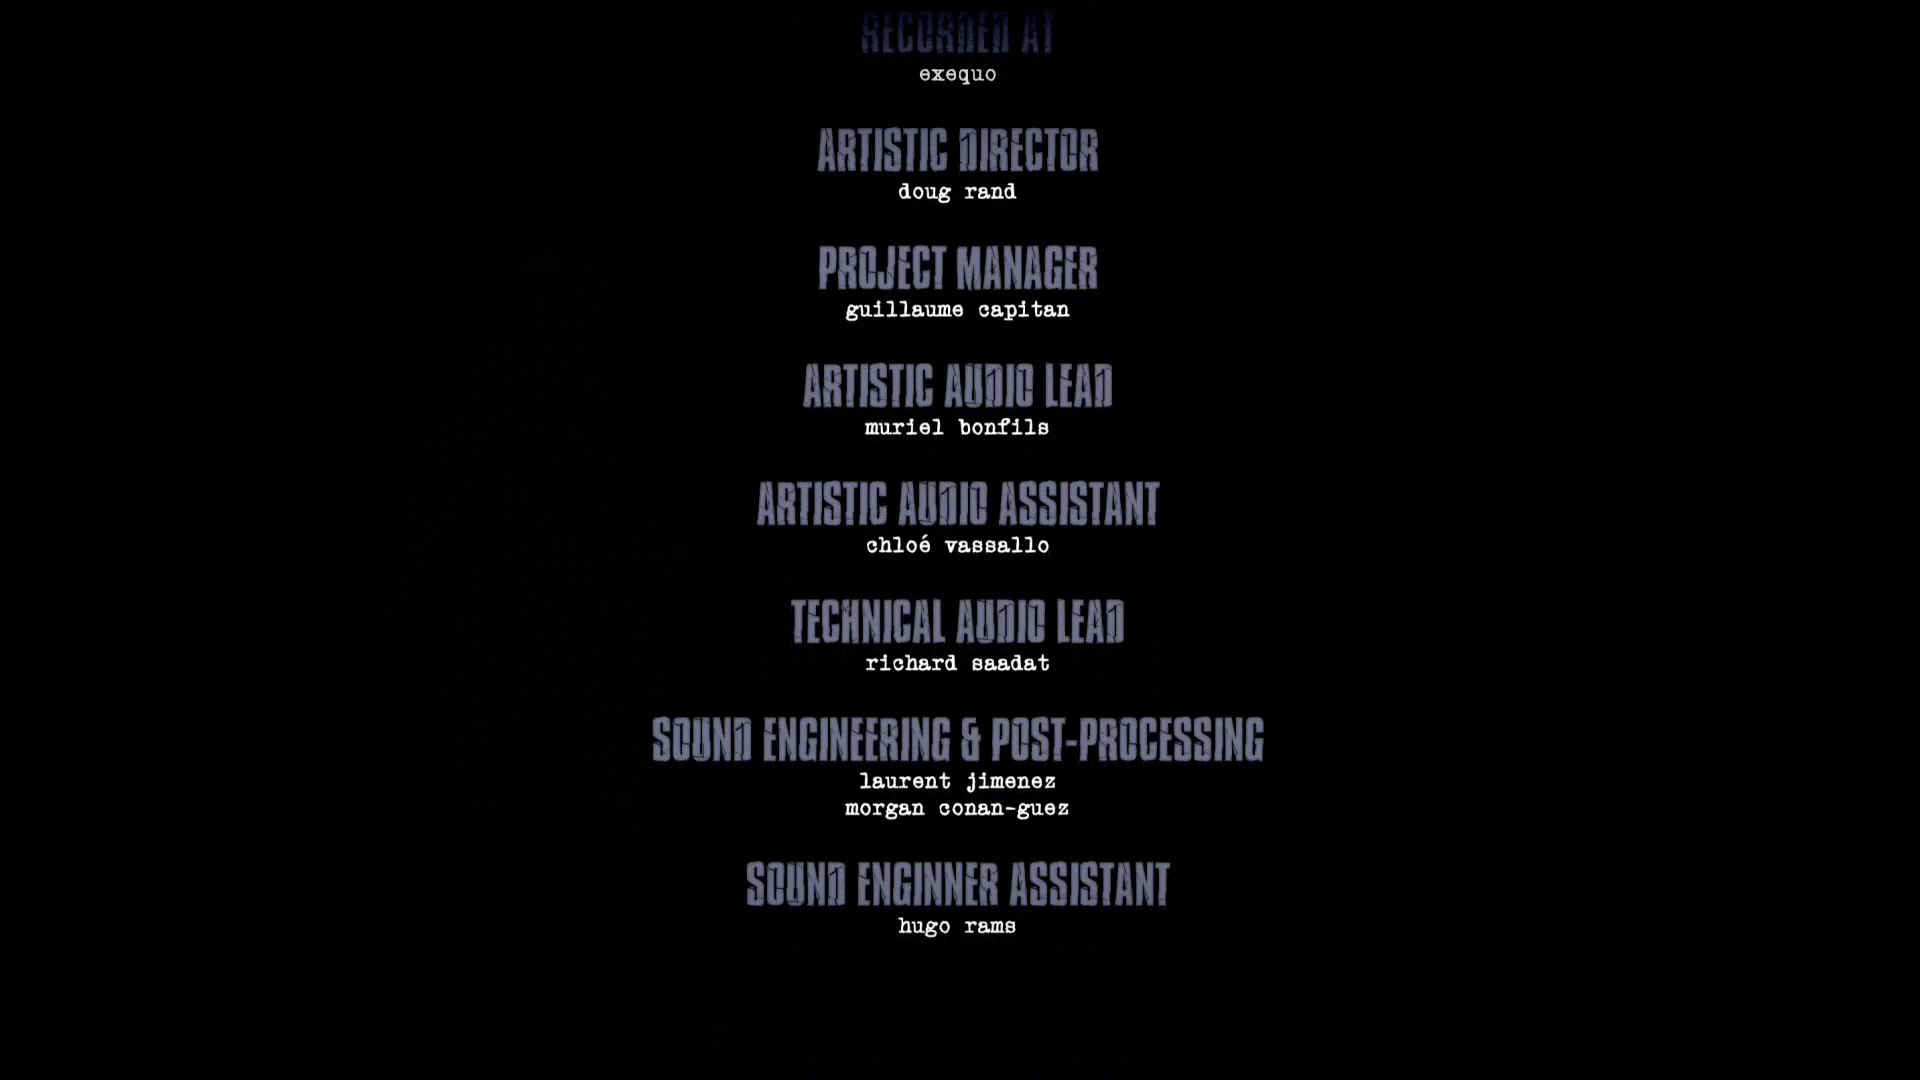 RECORDED AT
exequo
ARTISTIC DIRECTOR
doug rand
PROJECT MANAGER
guillaume capitan
ARTISTIC AUDIO LEAD
muriel bonfils
ARTISTIC AUDIO ASSISTANT
chloé vassallo
TECHNICAL AUDIO LEAD
richard saadat
SOUND ENGINEERING & POST-PROCESSING
laurent jimenez
morgan conan-guez
SOUND ENGINNER ASSISTANT
hugo rams